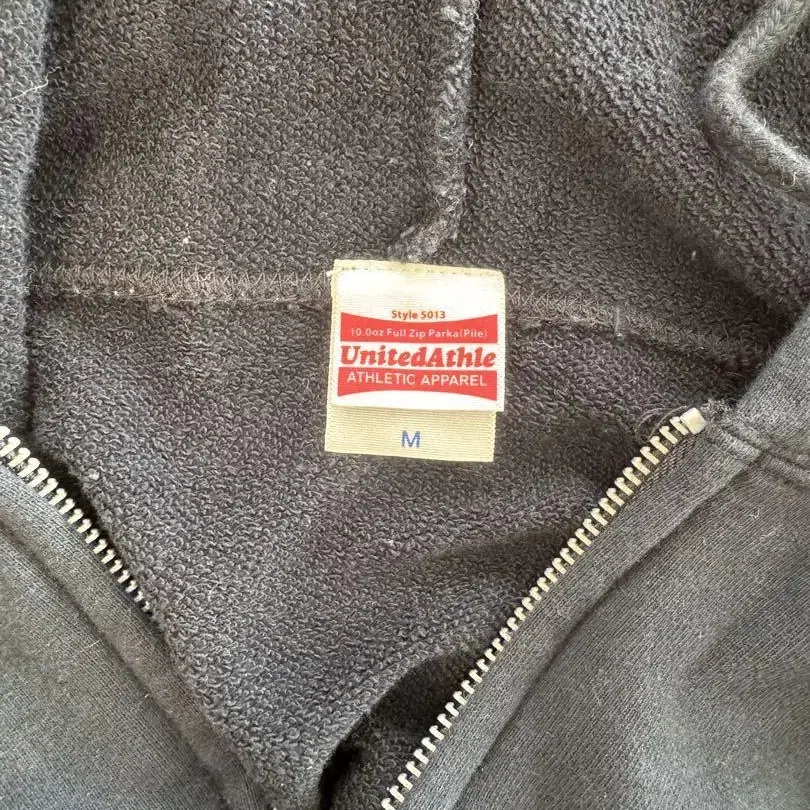 Style 5013
10.0oz Full Zip Parka(Pile)
UnitedAthle
ATHLETIC APPAREL
M